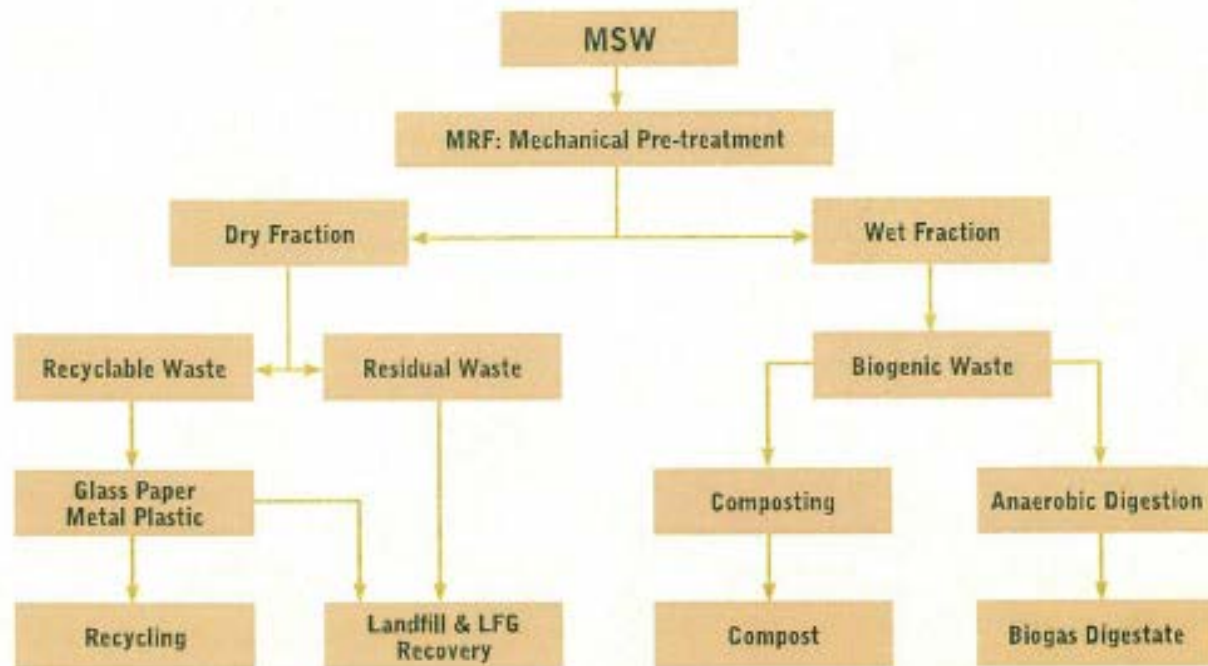 MSW
MRF: Mechanical Pre-treatment
Dry Fraction
Wet Fraction
Recyclable Waste
Residual Waste
Biogenic Waste
Glass Paper
Metal Plastic
Composting
Anaerobic Digestion
Recycling
Landfill & LFG
Recovery
Compost
Biogas Digestate